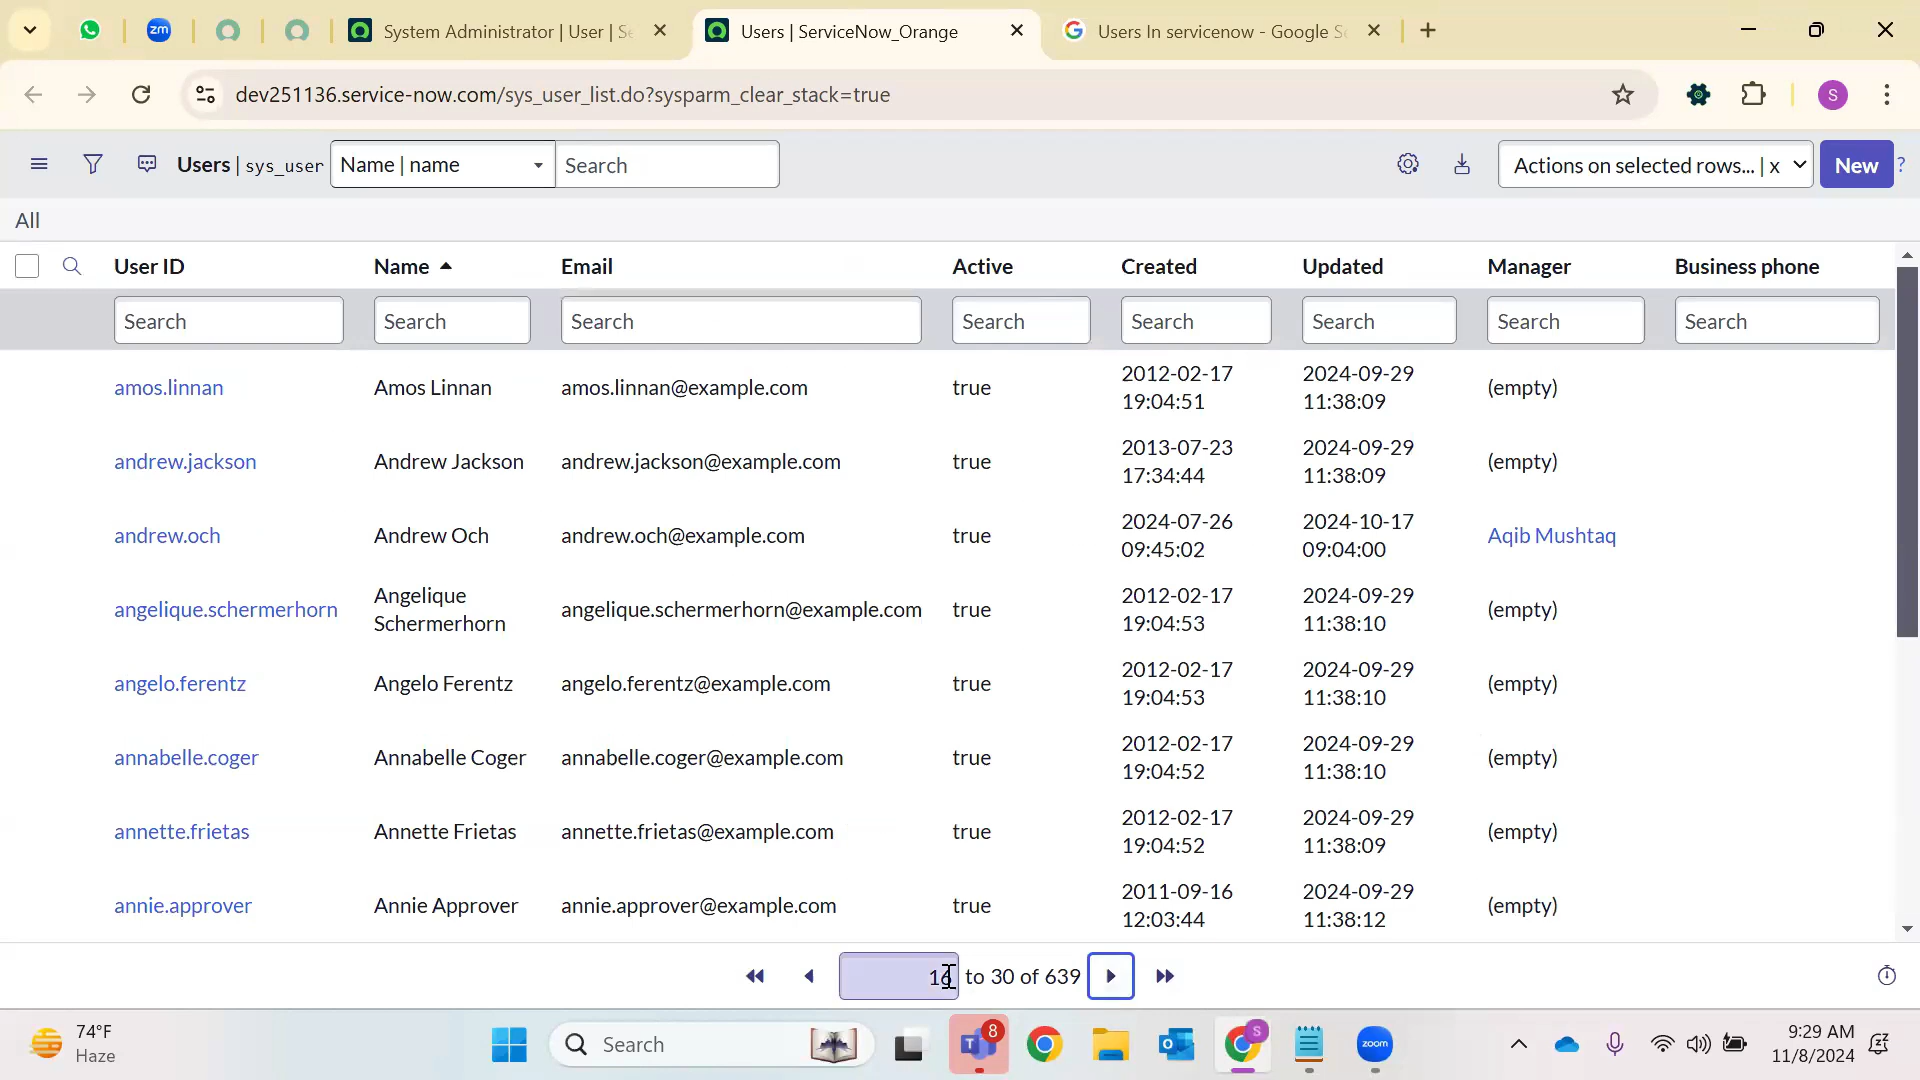 zm
System Administrator | User | Se
Users | ServiceNow_Orange
Users In servicenow - Google Se
dev251136.service-now.com/sys_user_list.do?sysparm_clear_stack=true
S
Users | sys_user
Name | name
Search
Actions on selected rows... | x
New
?
All
User ID Name Email Active Created Updated Manager Business phone
Search Search Search Search Search Search Search Search
amos.linnan Amos Linnan amos.linnan@example.com true 2012-02-17 19:04:51 2024-09-29 11:38:09 (empty)
andrew.jackson Andrew Jackson andrew.jackson@example.com true 2013-07-23 17:34:44 2024-09-29 11:38:09 (empty)
andrew.och Andrew Och andrew.och@example.com true 2024-07-26 09:45:02 2024-10-17 09:04:00 Aqib Mushtaq
angelique.schermerhorn Angelique Schermerhorn angelique.schermerhorn@example.com true 2012-02-17 19:04:53 2024-09-29 11:38:10 (empty)
angelo.ferentz Angelo Ferentz angelo.ferentz@example.com true 2012-02-17 19:04:53 2024-09-29 11:38:10 (empty)
annabelle.coger Annabelle Coger annabelle.coger@example.com true 2012-02-17 19:04:52 2024-09-29 11:38:10 (empty)
annette.frietas Annette Frietas annette.frietas@example.com true 2012-02-17 19:04:52 2024-09-29 11:38:09 (empty)
annie.approver Annie Approver annie.approver@example.com true 2011-09-16 12:03:44 2024-09-29 11:38:12 (empty)
16 to 30 of 639
74°F
Haze
Search
T
8
S
zoom
9:29 AM
11/8/2024